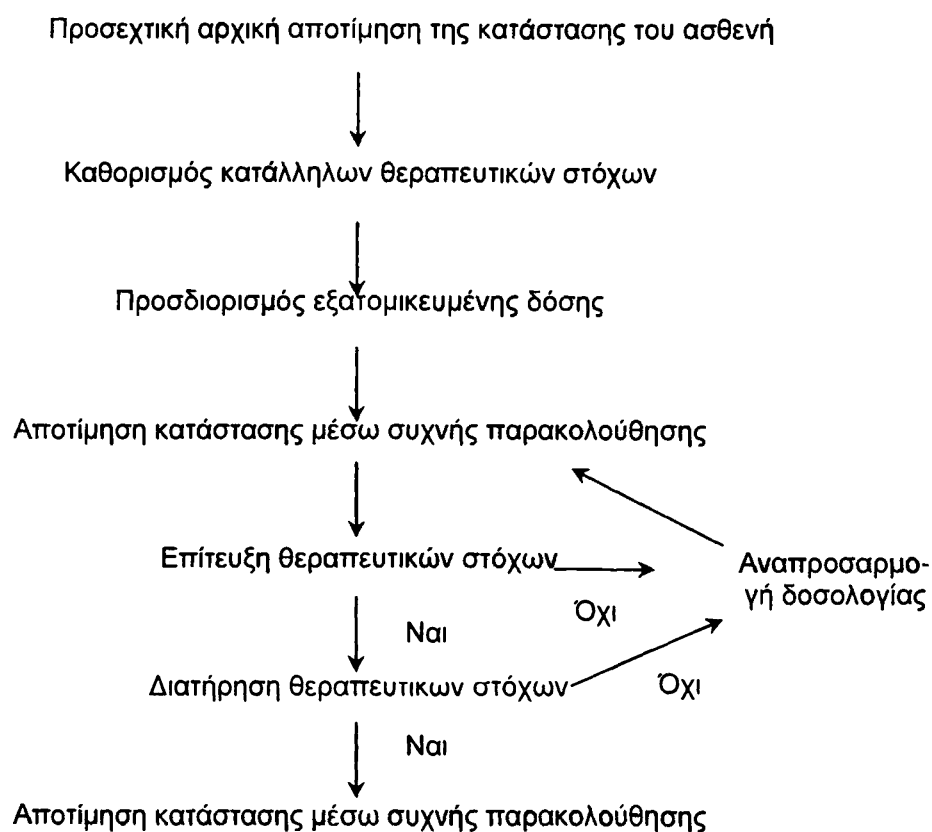 Προσεχτική αρχική αποτίμηση της κατάστασης του ασθενή
Καθορισμός κατάλληλων θεραπευτικών στόχων
Προσδιορισμός εξατομικευμένης δόσης
Αποτίμηση κατάστασης μέσω συχνής παρακολούθησης
Επίτευξη θεραπευτικών στόχων
Αναπροσαρμο-
γή δοσολογίας
Όχι
Ναι
Διατήρηση θεραπευτικων στόχων
Όχι
Ναι
Αποτίμηση κατάστασης μέσω συχνής παρακολούθησης